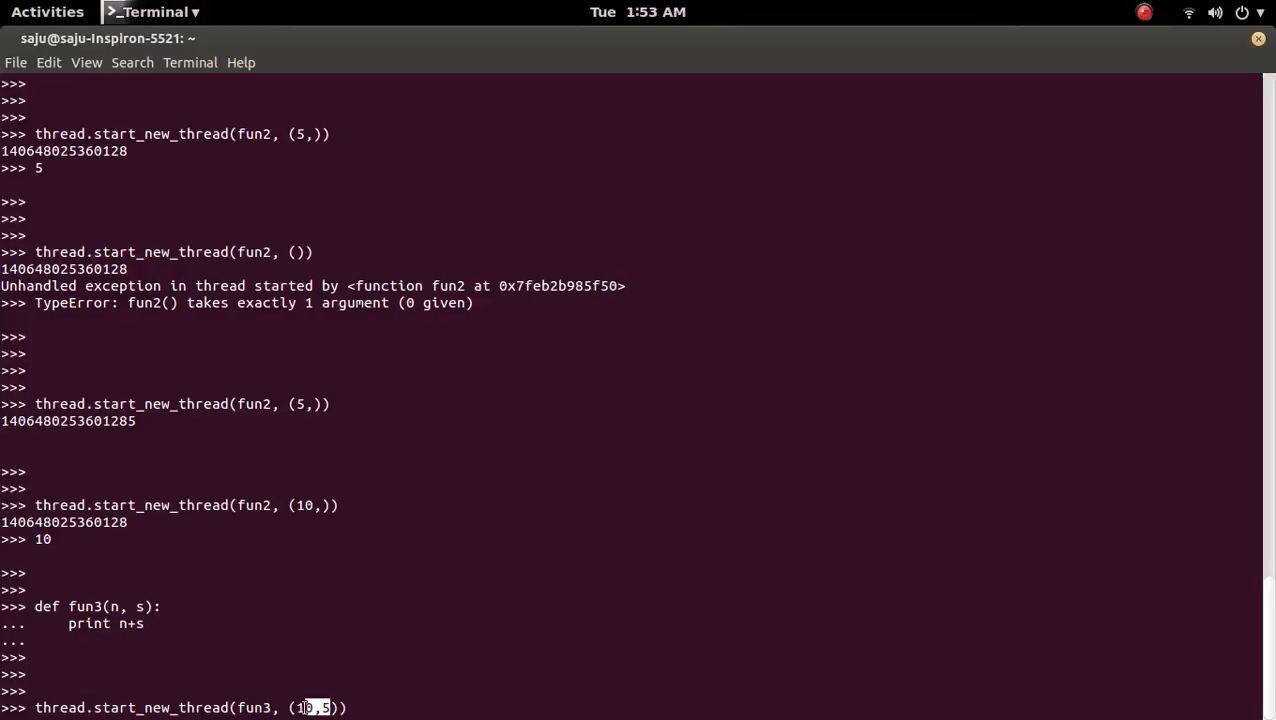 Activities >_Terminal ▾ Tue 1:53 AM
saju@saju-Inspiron-5521: ~
File Edit View Search Terminal Help
>>>
>>>
>>>
>>> thread.start_new_thread(fun2, (5,))
140648025360128
>>> 5
>>>
>>>
>>>
>>> thread.start_new_thread(fun2, ())
140648025360128
Unhandled exception in thread started by <function fun2 at 0x7feb2b985f50>
>>> TypeError: fun2() takes exactly 1 argument (0 given)
>>>
>>>
>>>
>>>
>>> thread.start_new_thread(fun2, (5,))
1406480253601285
>>>
>>>
>>> thread.start_new_thread(fun2, (10,))
140648025360128
>>> 10
>>>
>>>
>>> def fun3(n, s):
...     print n+s
...
>>>
>>>
>>>
>>> thread.start_new_thread(fun3, (10,5))